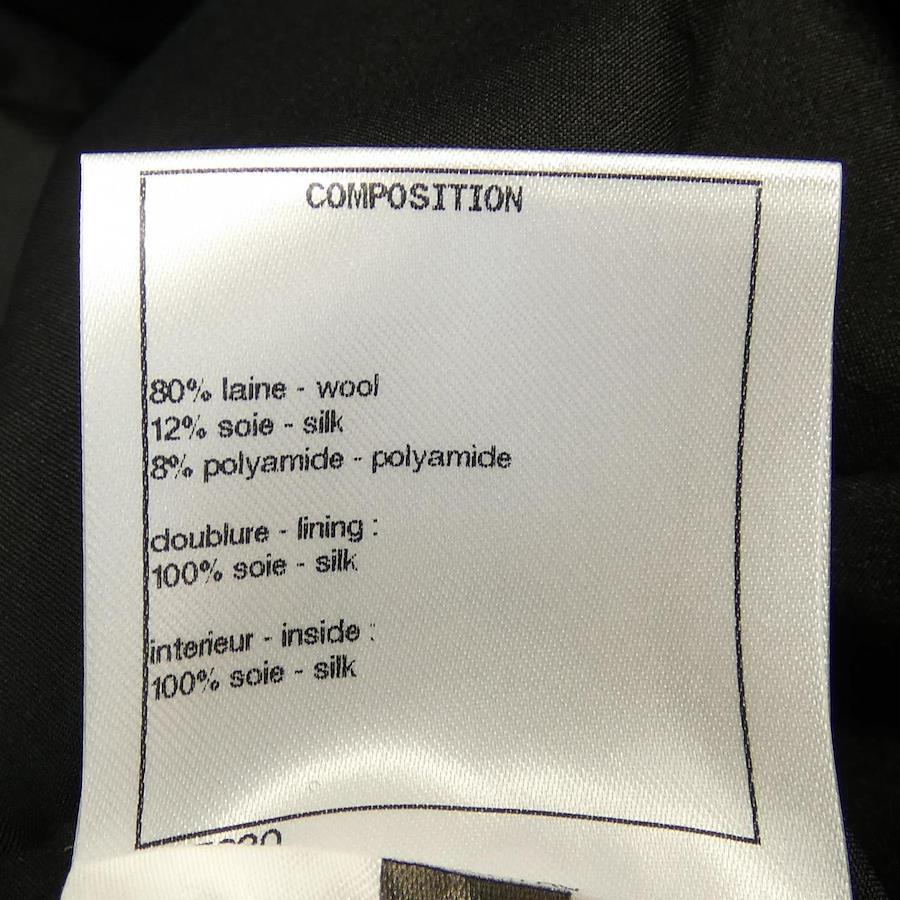 COMPOSITION
80% laine - wool
12% soie - silk
8% polyamide - polyamide
doublure - lining :
100% soie - silk
interieur - inside :
100% soie - silk